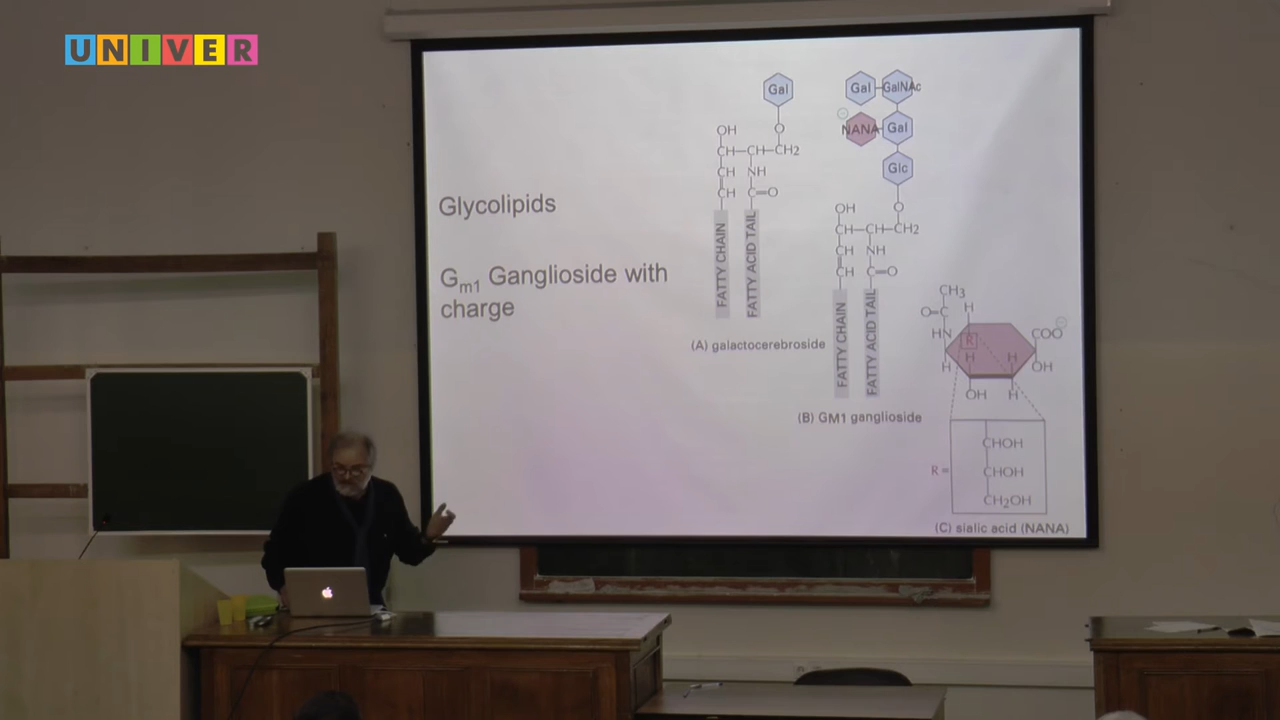 UNIVER
Glycolipids
Gm1 Ganglioside with
charge
Gal
OH
O
CH—CH—CH2
CH NH
CH C=O
FATTY CHAIN
FATTY ACID TAIL
(A) galactocerebroside
Gal GalNAc
NANA Gal
Glc
O
OH
CH—CH—CH2
CH NH
CH C=O
FATTY CHAIN
FATTY ACID TAIL
(B) GM1 ganglioside
CH3
O=C H
HN R COO
H H H OH
OH H
R =
CHOH
CHOH
CH2OH
(C) sialic acid (NANA)